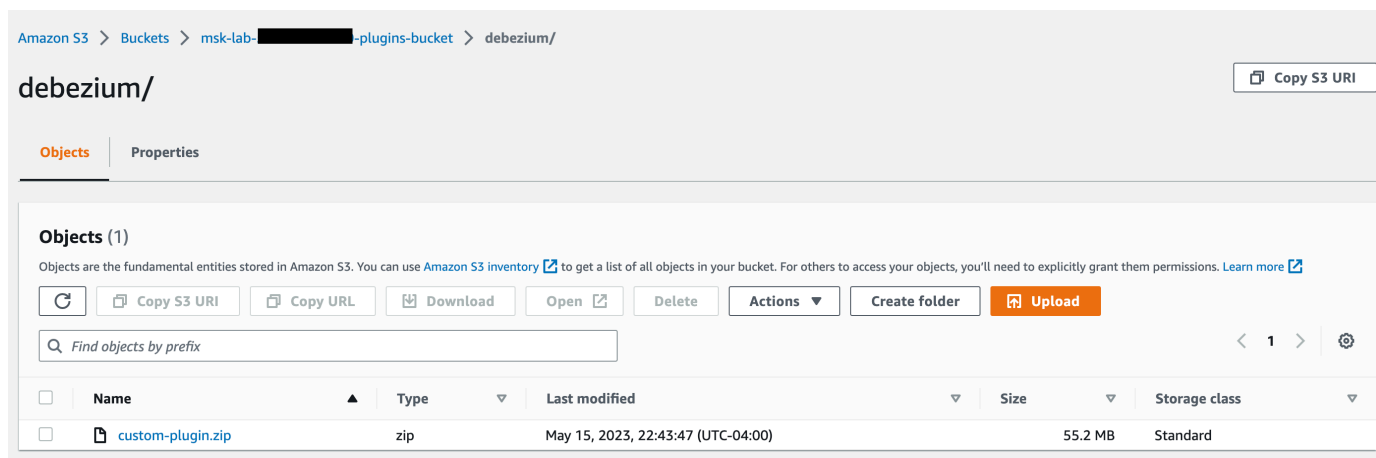 Amazon S3 > Buckets > msk-lab- -plugins-bucket > debezium/
debezium/
Copy S3 URI
Objects Properties
Objects (1)
Objects are the fundamental entities stored in Amazon S3. You can use Amazon S3 inventory to get a list of all objects in your bucket. For others to access your objects, you'll need to explicitly grant them permissions. Learn more
Copy S3 URI Copy URL Download Open Delete Actions Create folder Upload
Find objects by prefix
1
Name Type Last modified Size Storage class
custom-plugin.zip zip May 15, 2023, 22:43:47 (UTC-04:00) 55.2 MB Standard